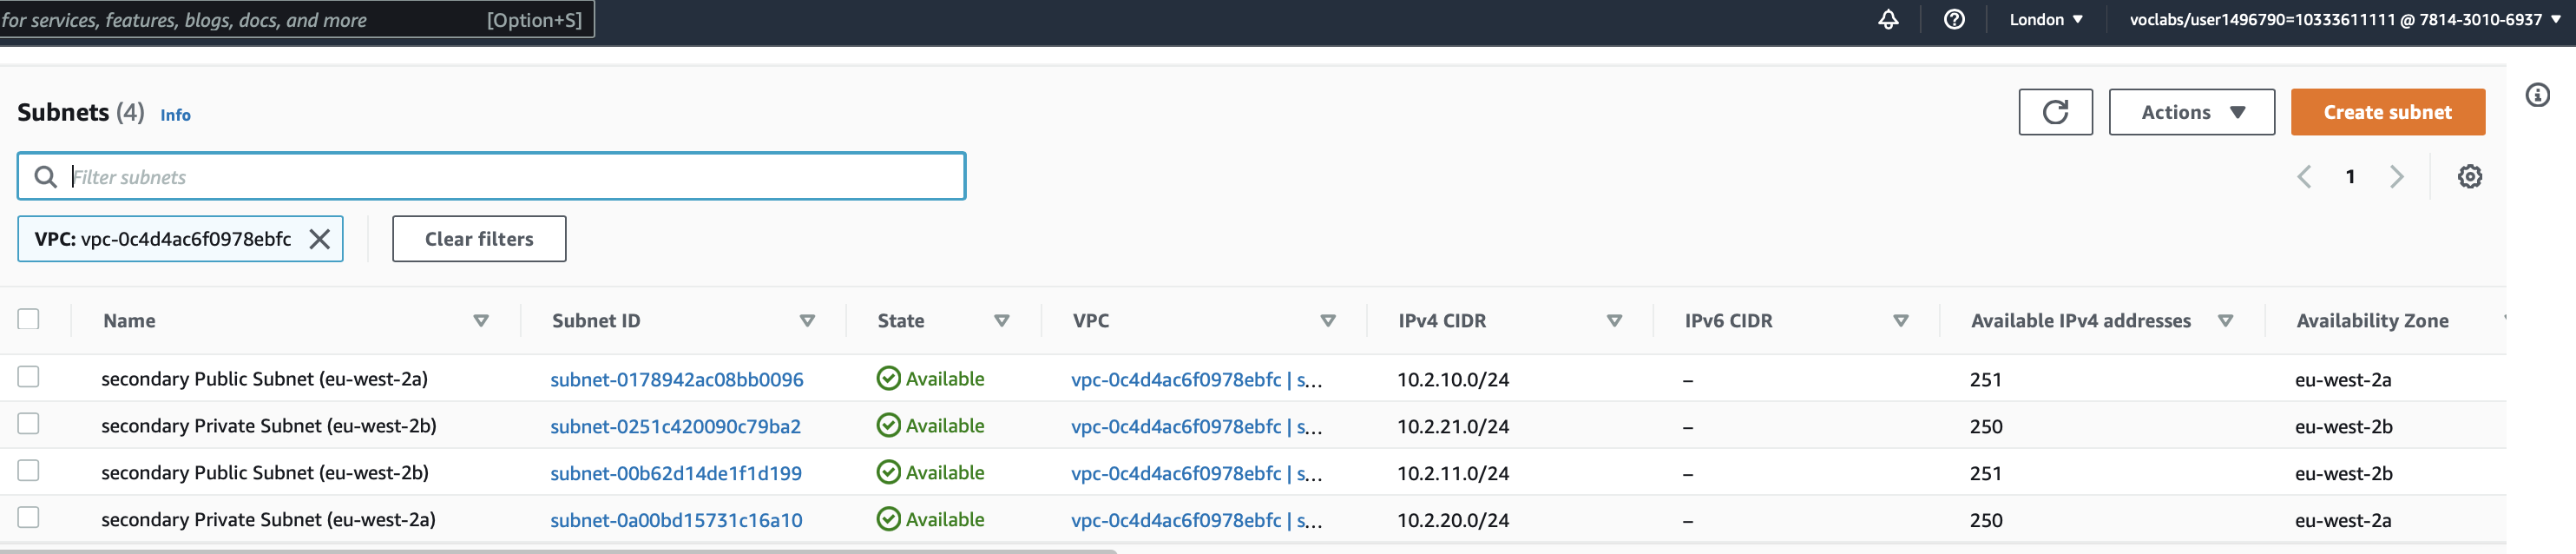 for services, features, blogs, docs, and more [Option+S] London ▼ voclabs/user1496790=10333611111 @ 7814-3010-6937 ▼
Subnets (4) Info Actions ▼ Create subnet
Filter subnets 1
VPC: vpc-0c4d4ac6f0978ebfc Clear filters
Name Subnet ID State VPC IPv4 CIDR IPv6 CIDR Available IPv4 addresses Availability Zone
secondary Public Subnet (eu-west-2a) subnet-0178942ac08bb0096 Available vpc-0c4d4ac6f0978ebfc | s... 10.2.10.0/24 – 251 eu-west-2a
secondary Private Subnet (eu-west-2b) subnet-0251c420090c79ba2 Available vpc-0c4d4ac6f0978ebfc | s... 10.2.21.0/24 – 250 eu-west-2b
secondary Public Subnet (eu-west-2b) subnet-00b62d14de1f1d199 Available vpc-0c4d4ac6f0978ebfc | s... 10.2.11.0/24 – 251 eu-west-2b
secondary Private Subnet (eu-west-2a) subnet-0a00bd15731c16a10 Available vpc-0c4d4ac6f0978ebfc | s... 10.2.20.0/24 – 250 eu-west-2a